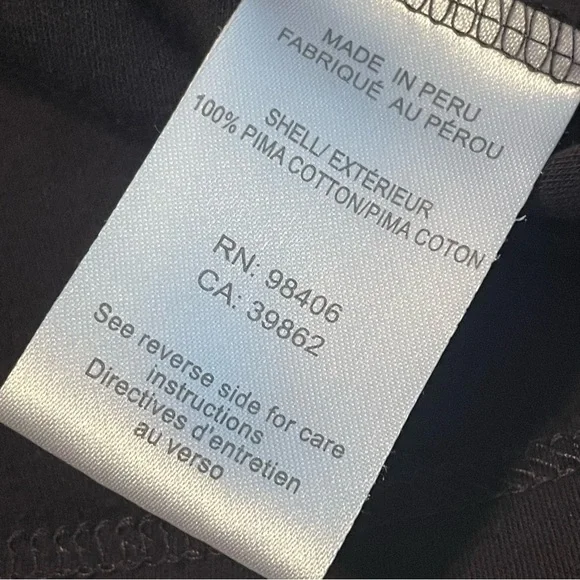 MADE IN PERU
FABRIQUÉ AU PÉROU
SHELL/EXTÉRIEUR
100% PIMA COTTON/PIMA COTON
RN: 98406
CA: 39862
See reverse side for care
instructions
Directives d'entretien
au verso